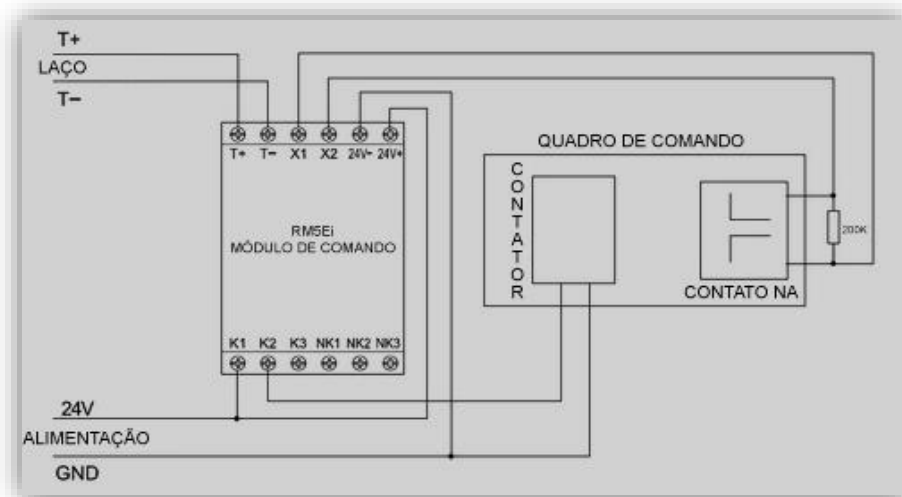 T+
LAÇO
T-
T+ T- X1 X2 24V- 24V+
RM5Ei
MÓDULO DE COMANDO
K1 K2 K3 NK1 NK2 NK3
QUADRO DE COMANDO
CONTATOR
200K
CONTATO NA
24V
ALIMENTAÇÃO
GND